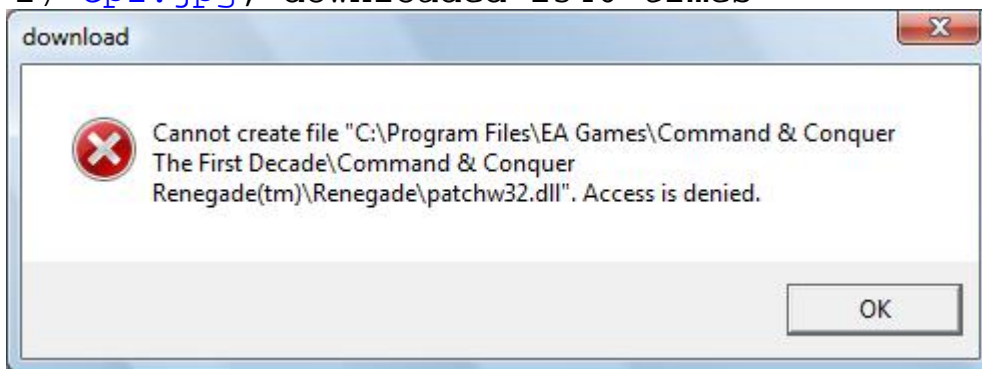 download
Cannot create file "C:\Program Files\EA Games\Command & Conquer
The First Decade\Command & Conquer
Renegade(tm)\Renegade\patchw32.dll". Access is denied.
OK